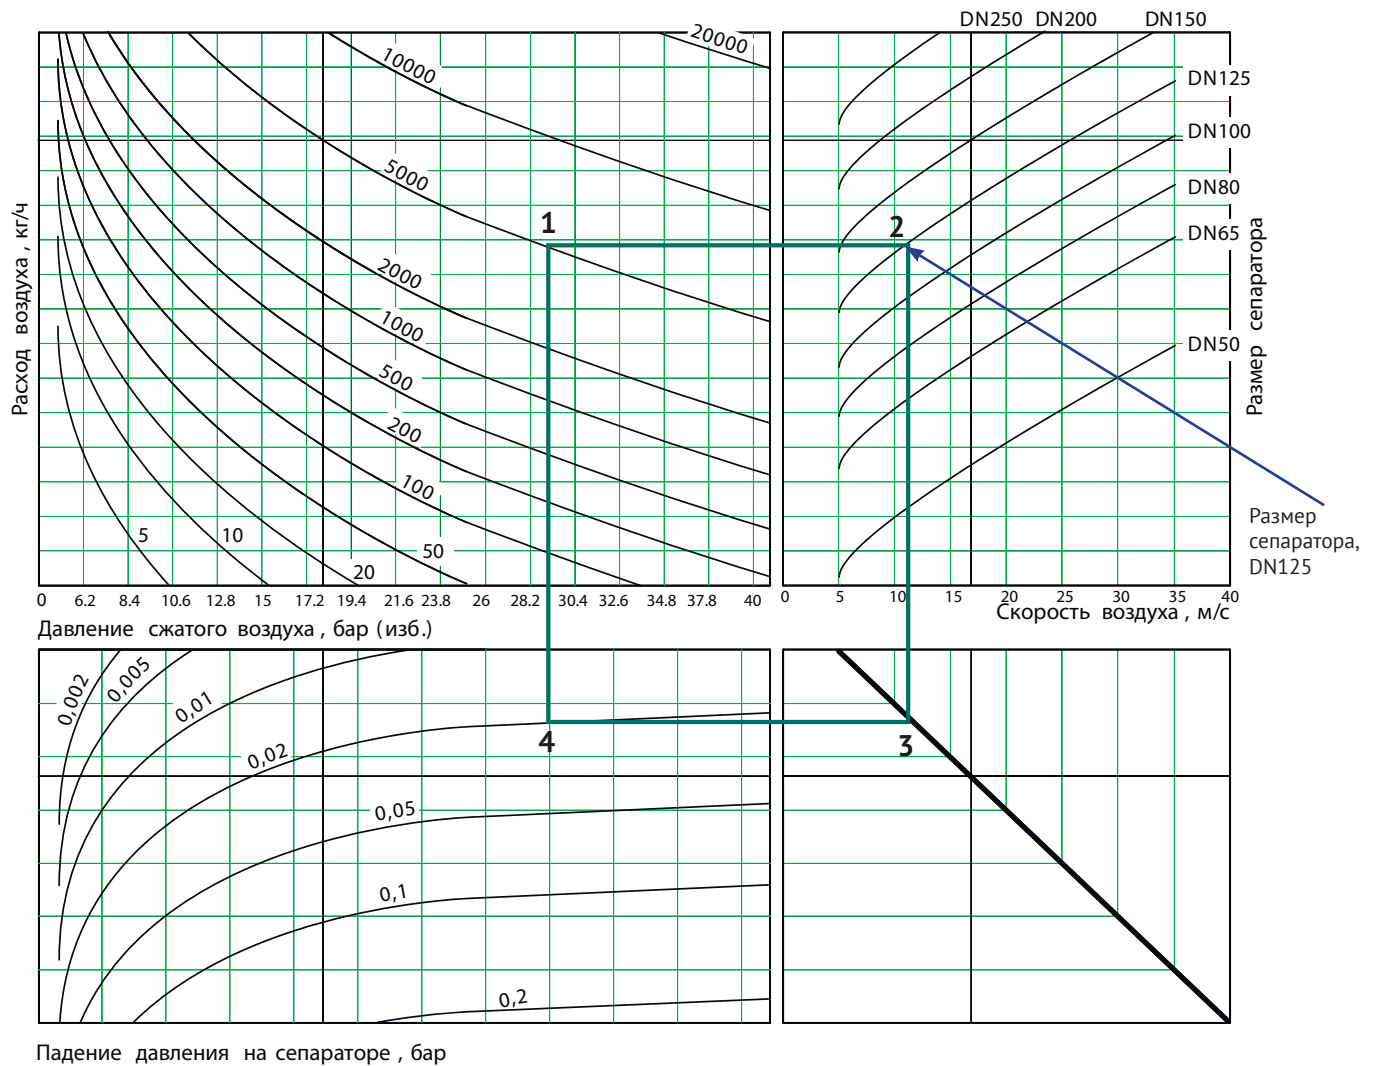 DN250 DN200 DN150
20000
10000
DN125
DN100
5000
DN80
1
2
DN65
2000
1000
DN50
500
200
100
5
10
50
20
Расход воздуха , кг/ч
Размер сепаратора
Размер
сепаратора,
DN125
0 6.2 8.4 10.6 12.8 15 17.2 19.4 21.6 23.8 26 28.2 30.4 32.6 34.8 37.8 40
0 5 10 15 20 25 30 35 40
Давление сжатого воздуха , бар (изб.)
Скорость воздуха , м/с
0,002
0,005
0,01
0,02
4
3
0,05
0,1
0,2
Падение давления на сепараторе , бар